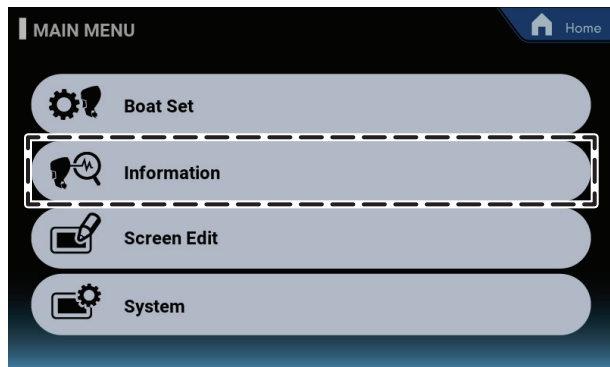 MAIN MENU
Home
Boat Set
Information
Screen Edit
System